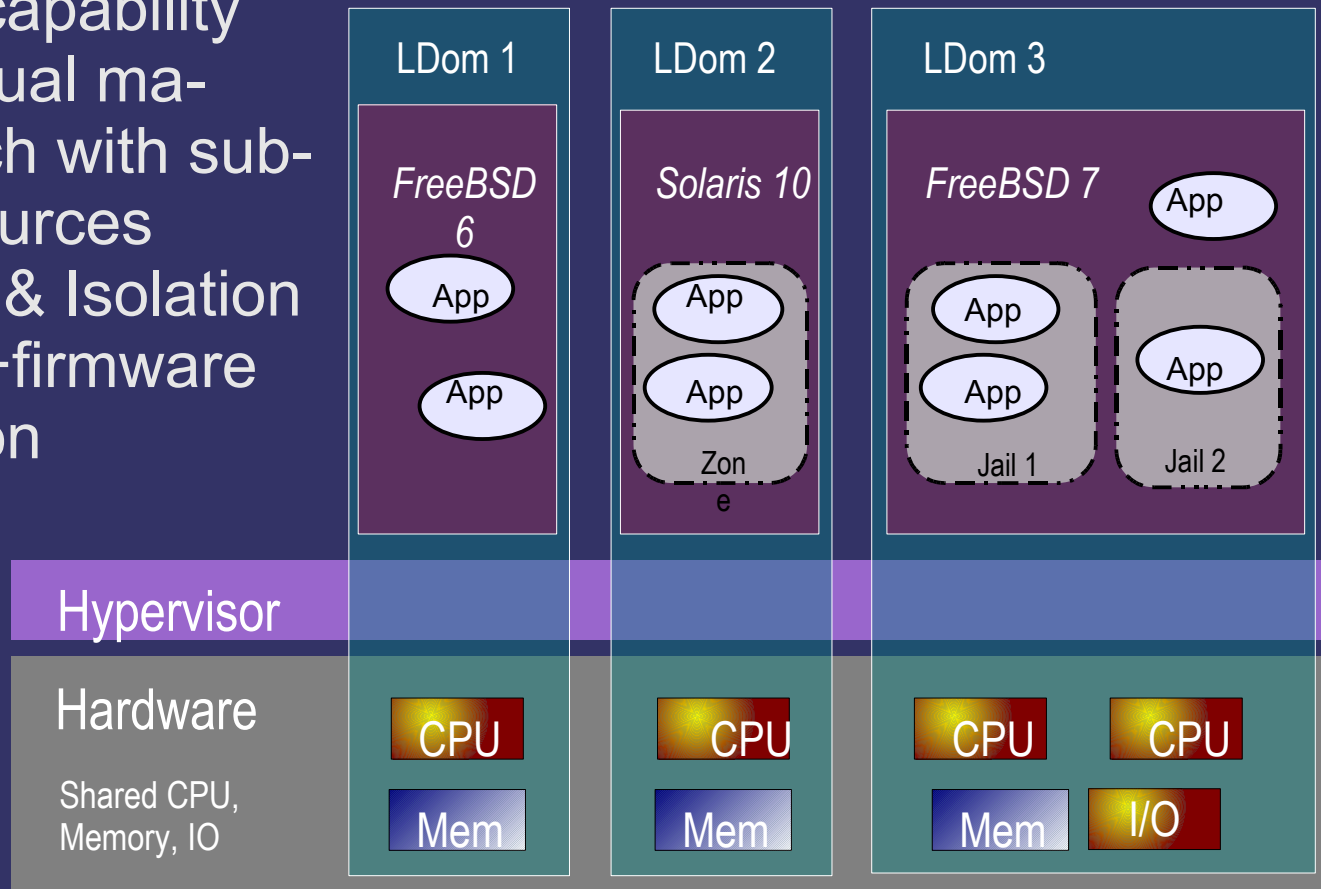 capability
ual ma-
ch with sub-
urces
& Isolation
-firmware
on
LDom 1
FreeBSD
6
App
App
LDom 2
Solaris 10
App
App
Zon
e
LDom 3
FreeBSD 7
App
App
App
Jail 1
App
Jail 2
Hypervisor
Hardware
Shared CPU,
Memory, IO
CPU
Mem
CPU
Mem
CPU
CPU
Mem
I/O